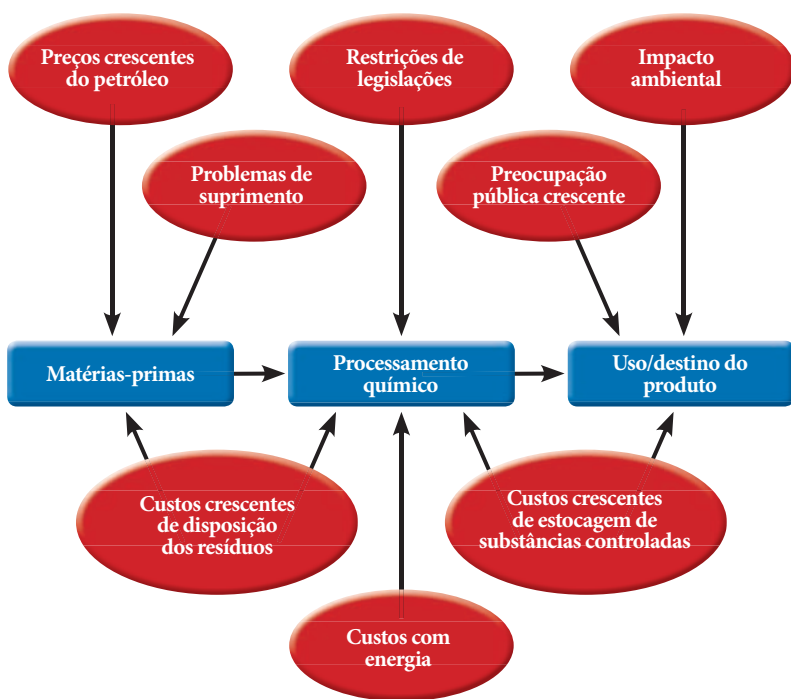 Preços crescentes
do petróleo
Restrições de
legislações
Impacto
ambiental
Problemas de
suprimento
Preocupação
pública crescente
Matérias-primas
Processamento
químico
Uso/destino do
produto
Custos crescentes
de disposição
dos resíduos
Custos crescentes
de estocagem de
substâncias controladas
Custos com
energia